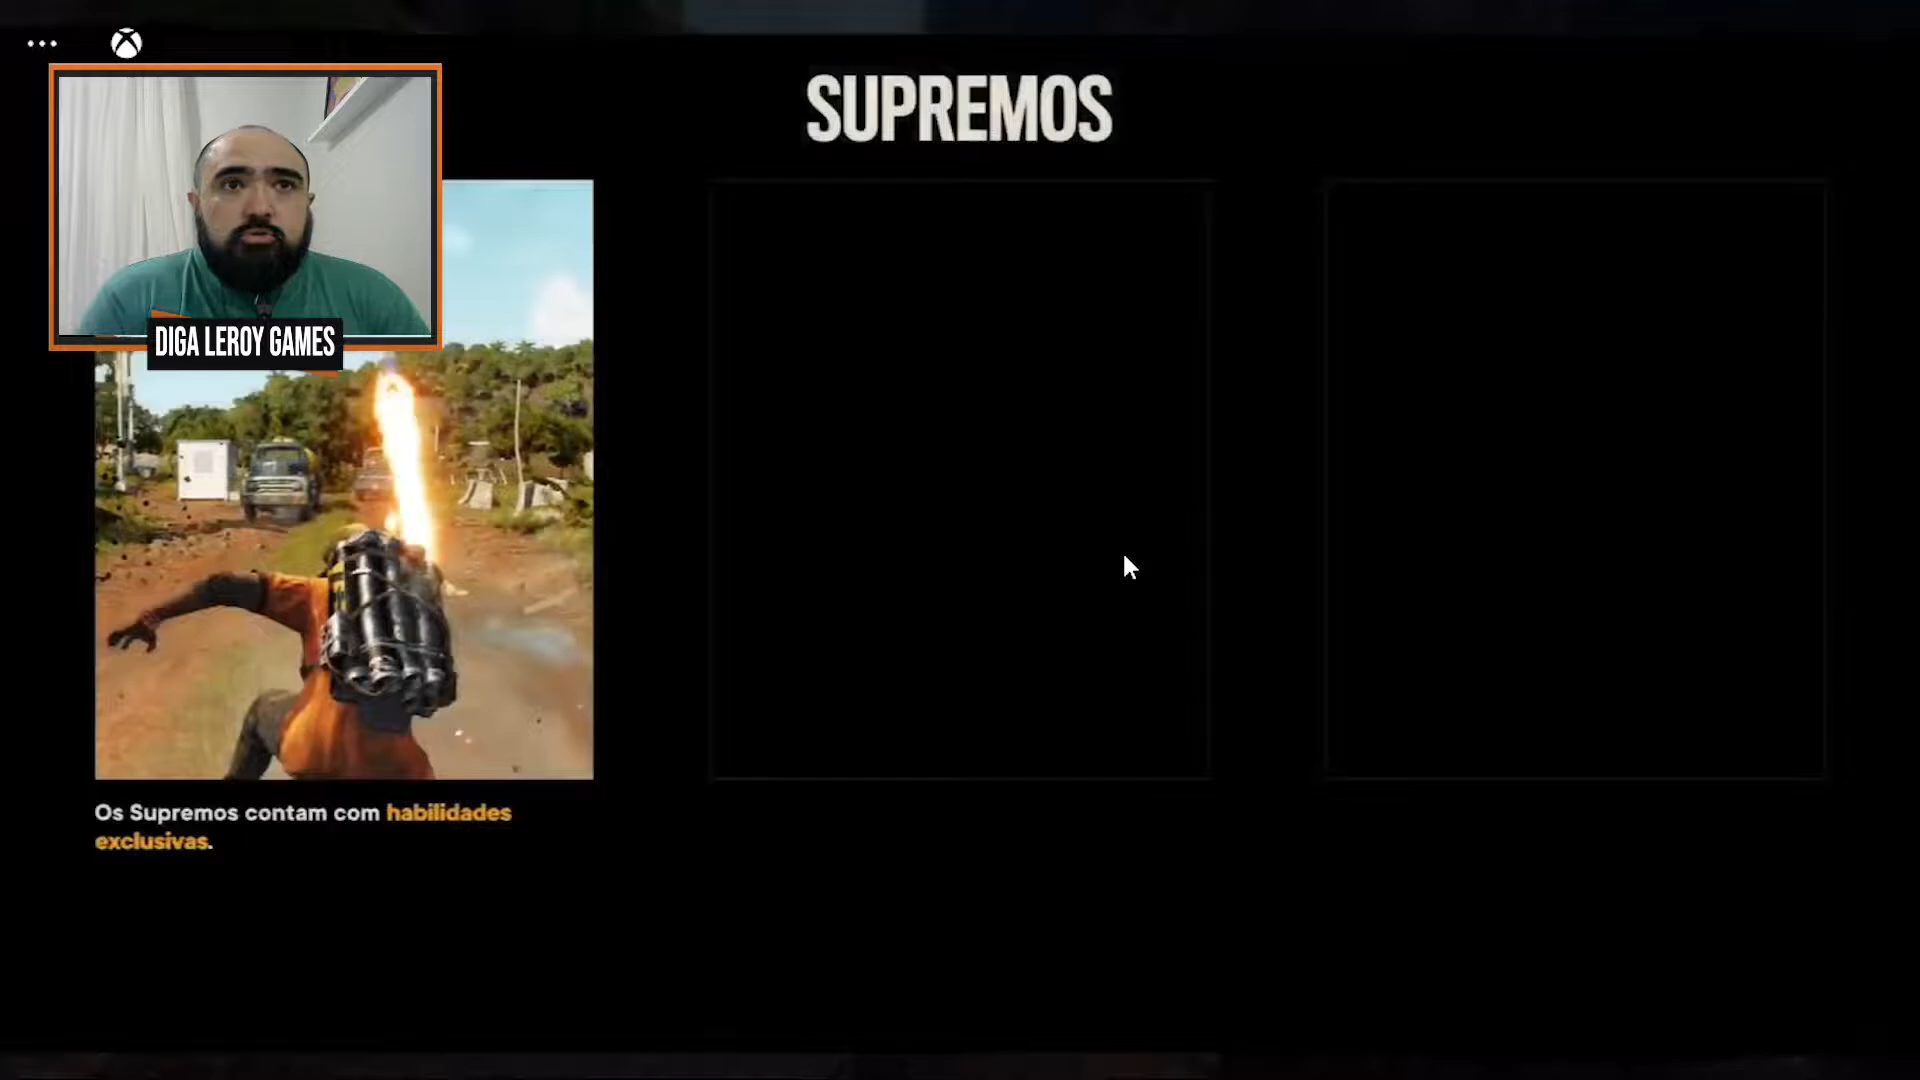 SUPREMOS
DIGA LEROY GAMES
Os Supremos contam com habilidades
exclusivas.